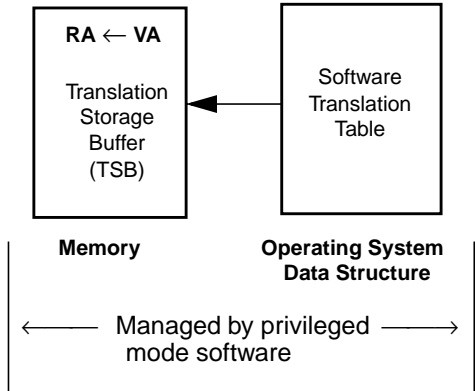 RA ← VA
Translation
Storage
Buffer
(TSB)
Software
Translation
Table
Memory
Operating System
Data Structure
Managed by privileged
mode software